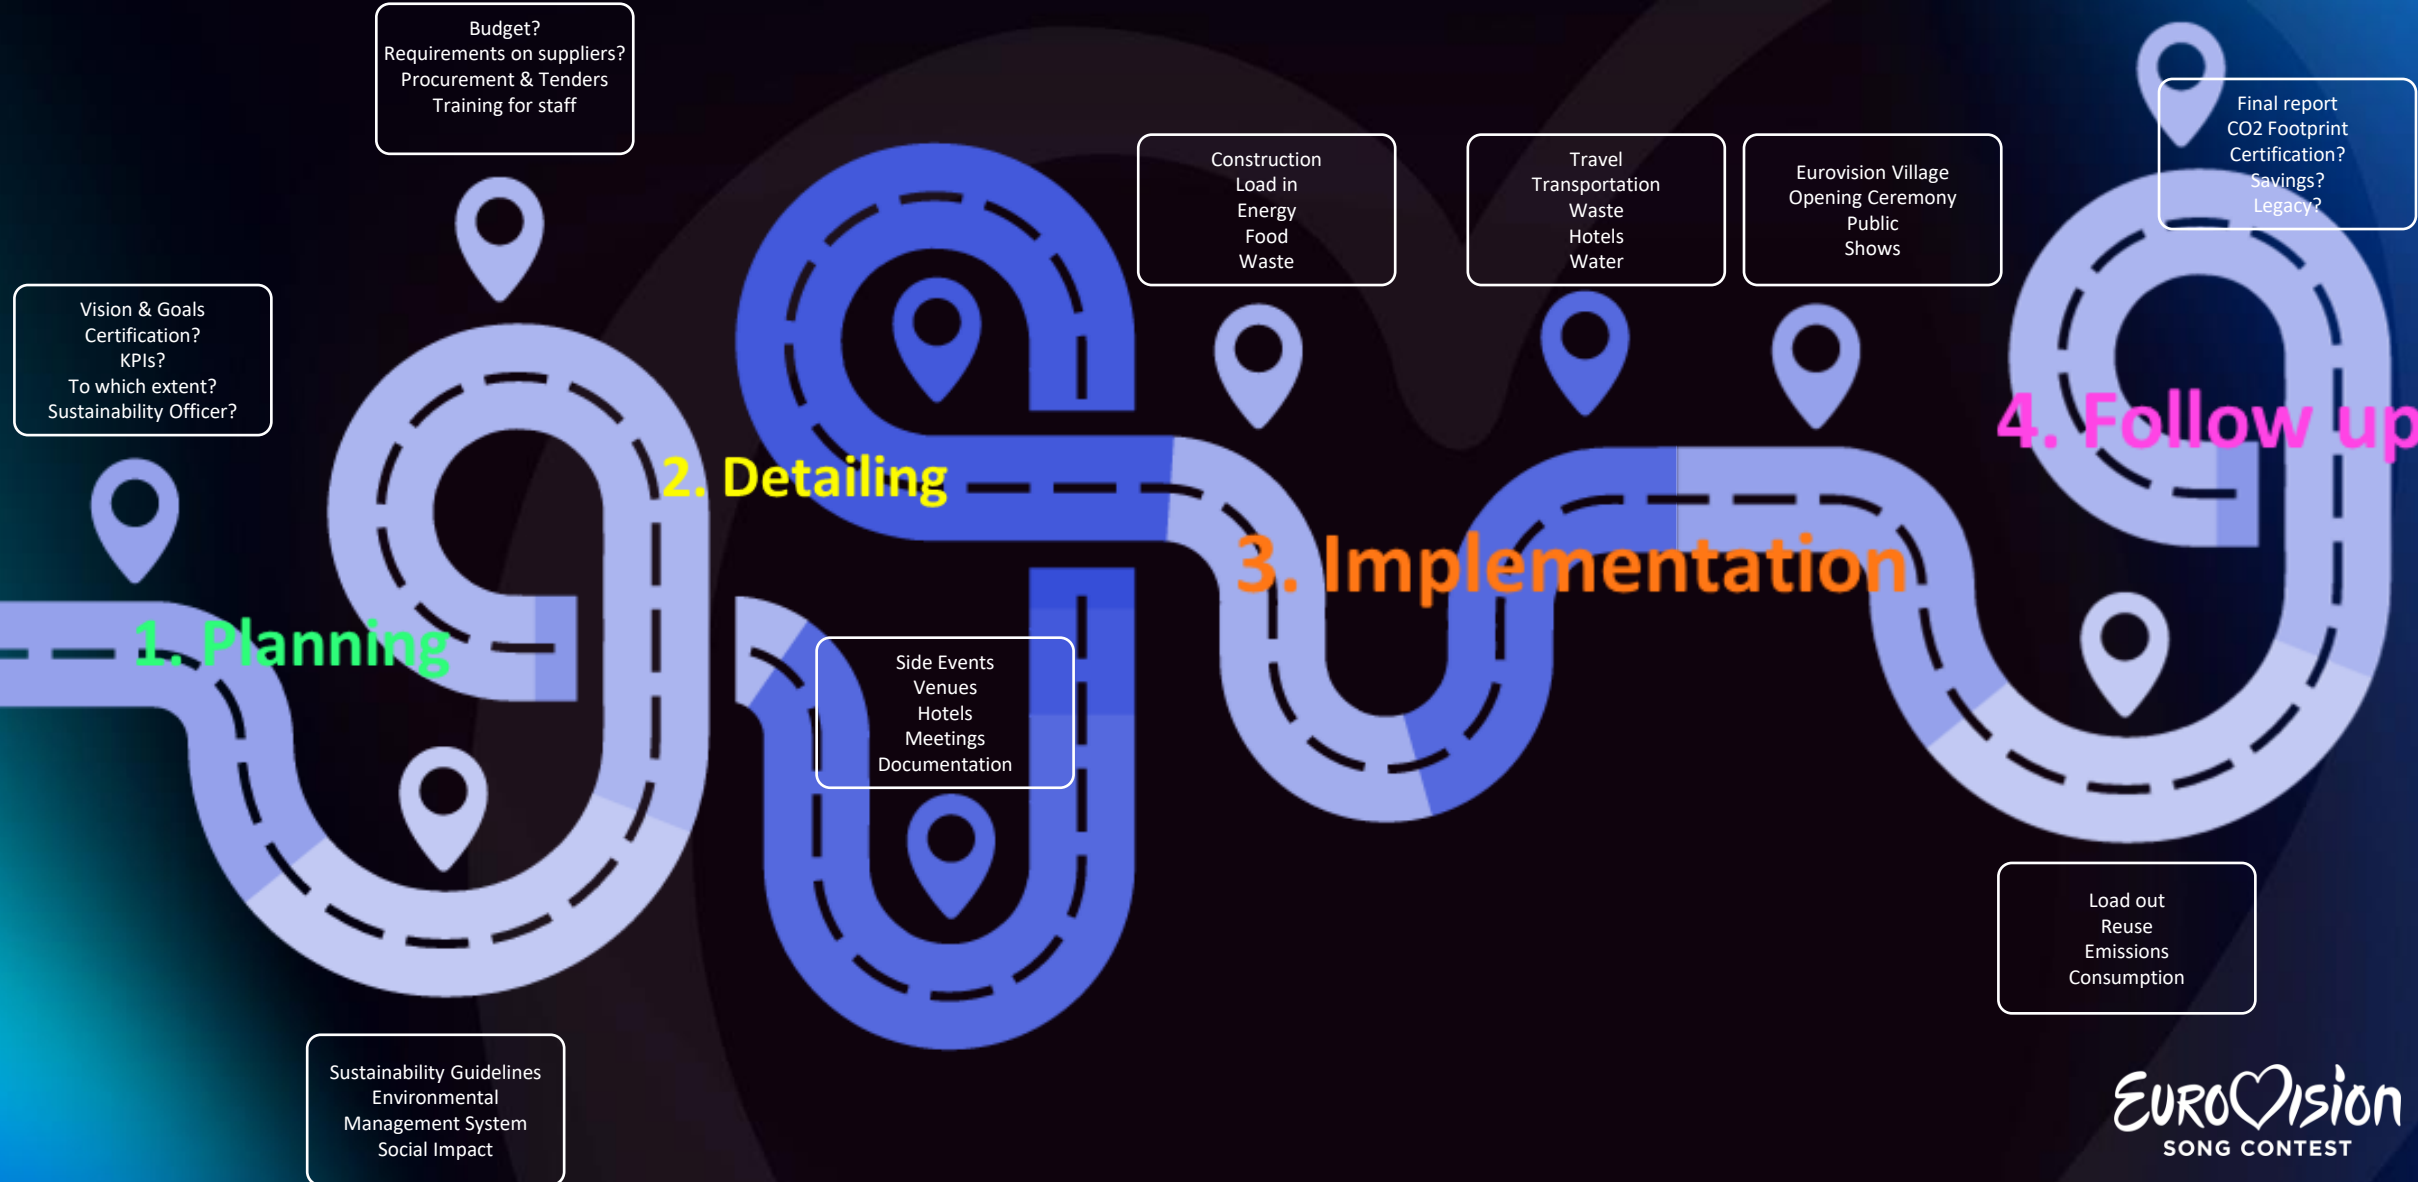 Budget?
Requirements on suppliers?
Procurement & Tenders
Training for staff
Vision & Goals
Certification?
KPIs?
To which extent?
Sustainability Officer?
1. Planning
Sustainability Guidelines
Environmental
Management System
Social Impact
2. Detailing
Side Events
Venues
Hotels
Meetings
Documentation
Construction
Load in
Energy
Food
Waste
Travel
Transportation
Waste
Hotels
Water
Eurovision Village
Opening Ceremony
Public
Shows
3. Implementation
Final report
CO2 Footprint
Certification?
Savings?
Legacy?
4. Follow up
Load out
Reuse
Emissions
Consumption
EUROVISION
SONG CONTEST